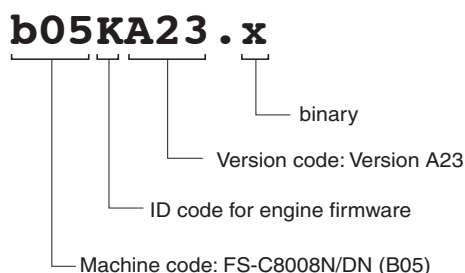 b05KA23.x
binary
Version code: Version A23
ID code for engine firmware
Machine code: FS-C8008N/DN (B05)